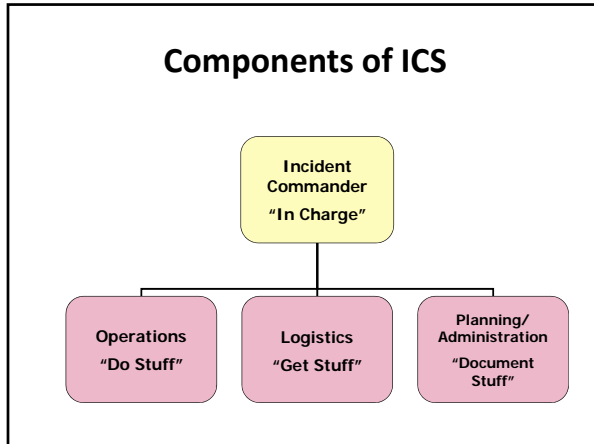 Components of ICS
Incident
Commander
“In Charge”
Operations
“Do Stuff”
Logistics
“Get Stuff”
Planning/
Administration
“Document
Stuff”